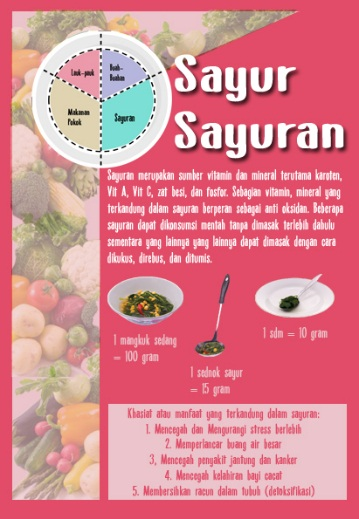 Lauk-pauk
Buah-
Buahan
Makanan
Pokok
Sayuran
Sayur
Sayuran
Sayuran merupakan sumber vitamin dan mineral terutama karoten,
Vit A, Vit C, zat besi, dan fosfor. Sebagian vitamin, mineral yang
terkandung dalam sayuran berperan sebagai anti oksidan. Beberapa
sayuran dapat dikonsumsi mentah tanpa dimasak terlebih dahulu
sementara yang lainnya yang lainnya dapat dimasak dengan cara
dikukus, direbus, dan ditumis.
1 mangkuk sedang
= 100 gram
1 sednok sayur
= 15 gram
1 sdm = 10 gram
Khasiat atau manfaat yang terkandung dalam sayuran:
1. Mencegah dan Mengurangi stress berlebih
2. Memperlancar buang air besar
3, Mencegah penyakit jantung dan kanker
4. Mencegah kelahiran bayi cacat
5. Membersihkan racun dalam tubuh (detoksifikasi)